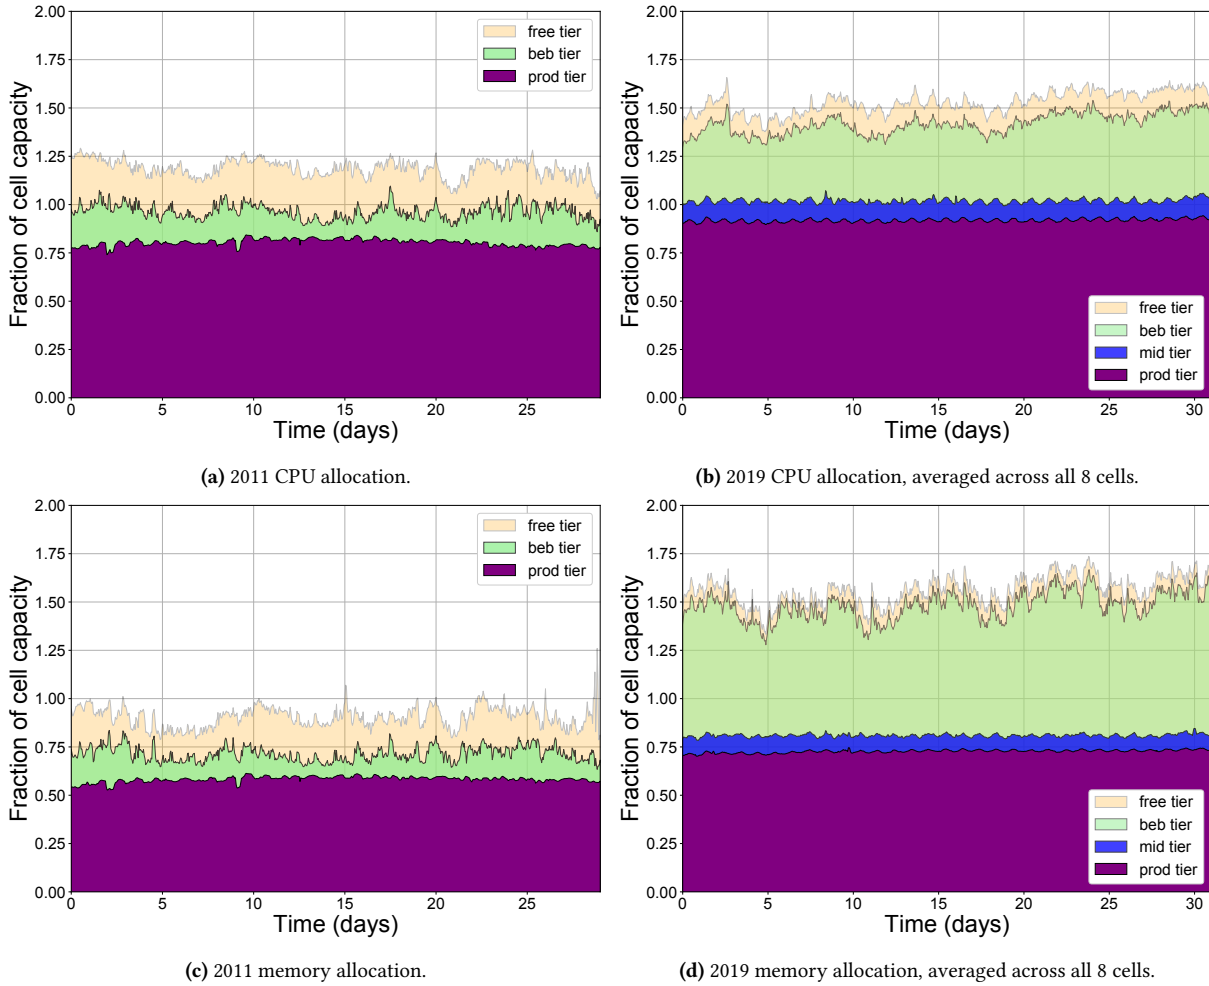 2.00
1.75
1.50
1.25
1.00
0.75
0.50
0.25
0.00
Fraction of cell capacity
free tier
beb tier
prod tier
0 5 10 15 20 25
Time (days)
(a) 2011 CPU allocation.
2.00
1.75
1.50
1.25
1.00
0.75
0.50
0.25
0.00
Fraction of cell capacity
free tier
beb tier
mid tier
prod tier
0 5 10 15 20 25 30
Time (days)
(b) 2019 CPU allocation, averaged across all 8 cells.
2.00
1.75
1.50
1.25
1.00
0.75
0.50
0.25
0.00
Fraction of cell capacity
free tier
beb tier
prod tier
0 5 10 15 20 25
Time (days)
(c) 2011 memory allocation.
2.00
1.75
1.50
1.25
1.00
0.75
0.50
0.25
0.00
Fraction of cell capacity
free tier
beb tier
mid tier
prod tier
0 5 10 15 20 25 30
Time (days)
(d) 2019 memory allocation, averaged across all 8 cells.